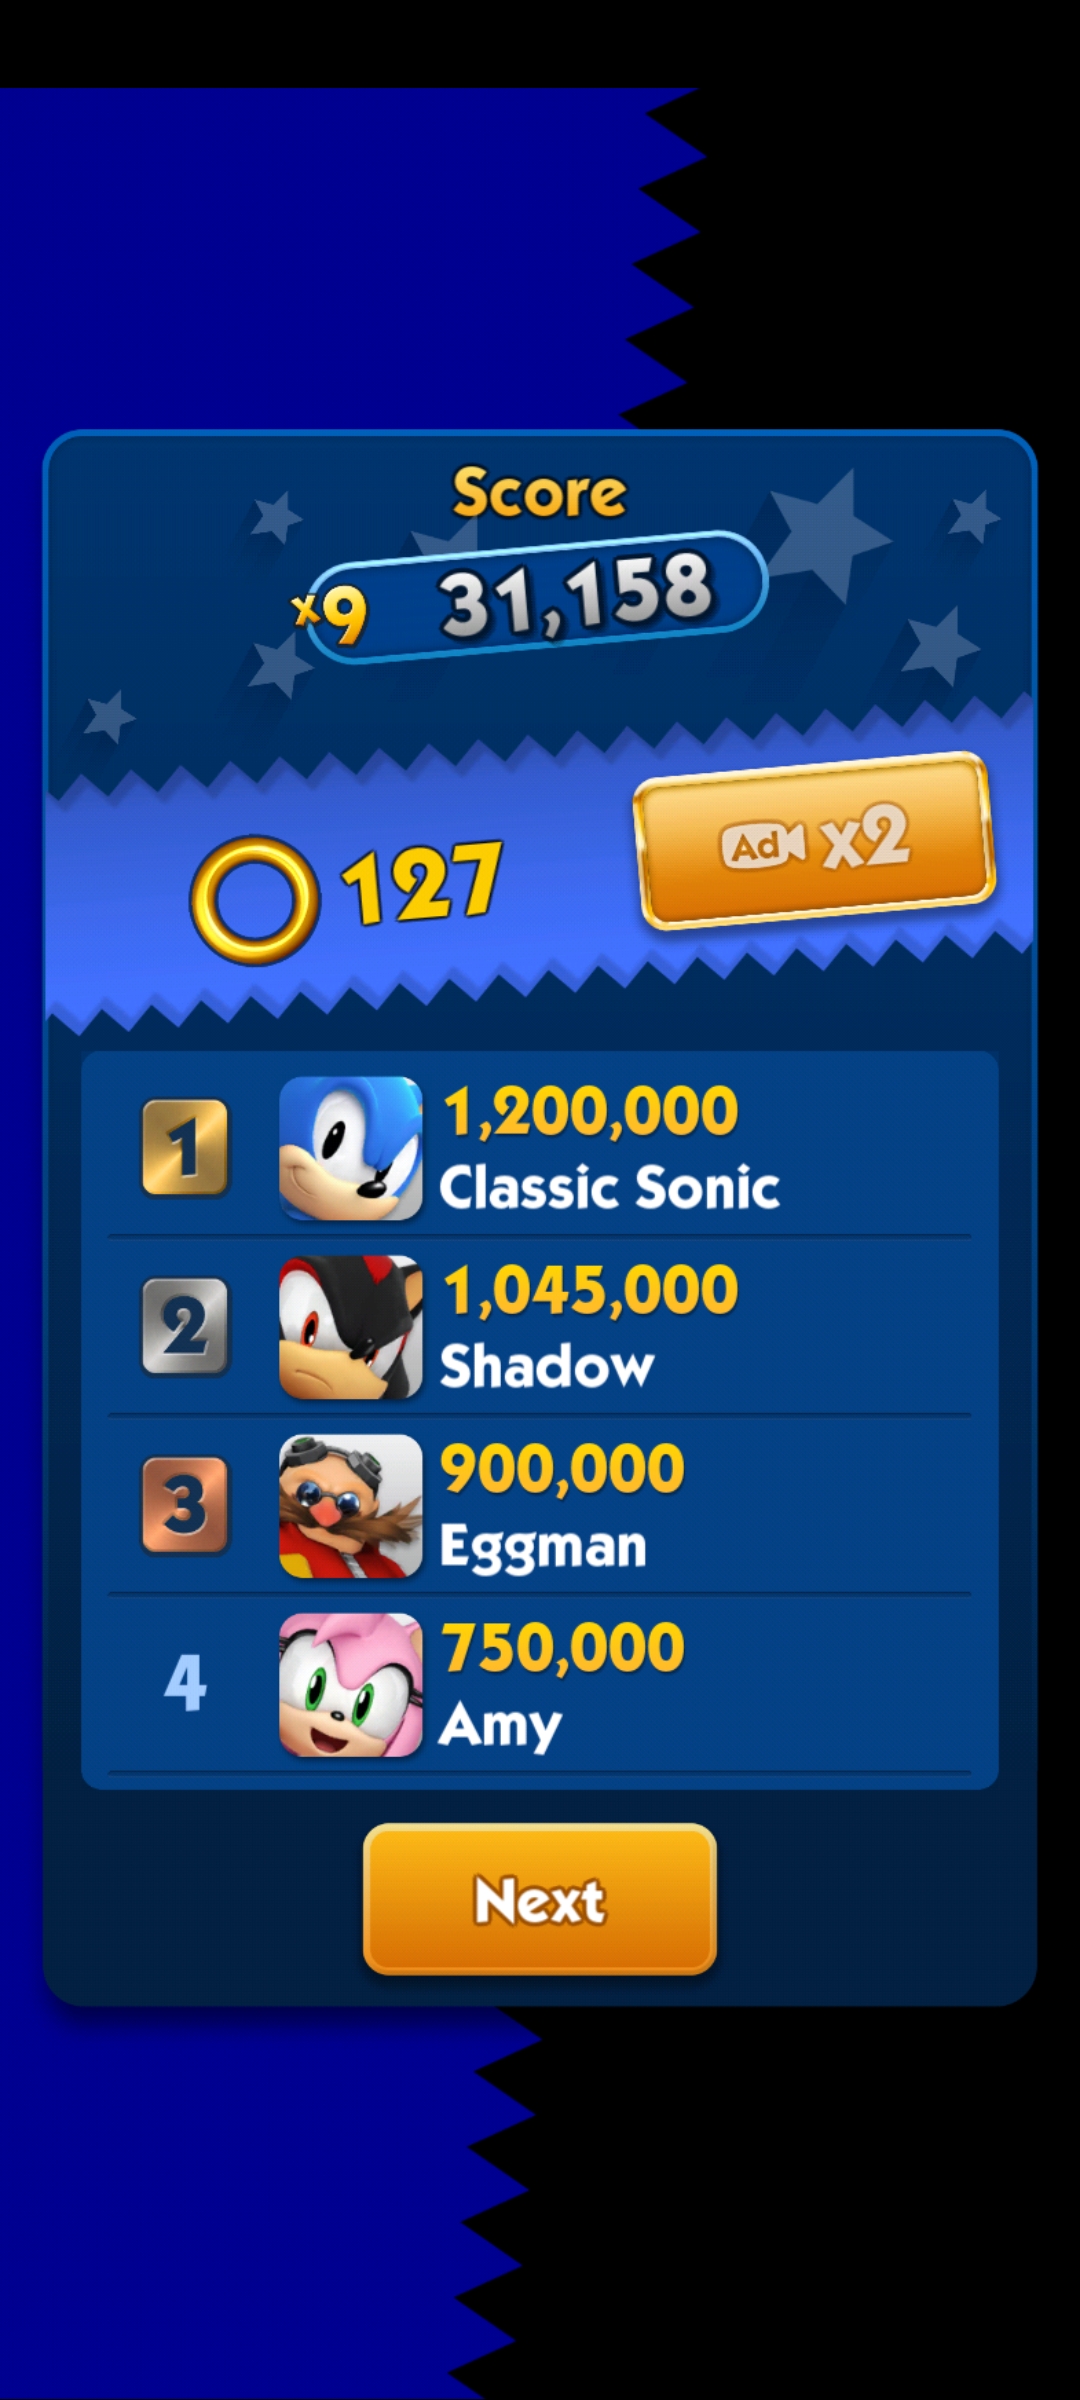 Score
x9 31,158
127
Ad x2
1
1,200,000
Classic Sonic
2
1,045,000
Shadow
3
900,000
Eggman
4
750,000
Amy
Next